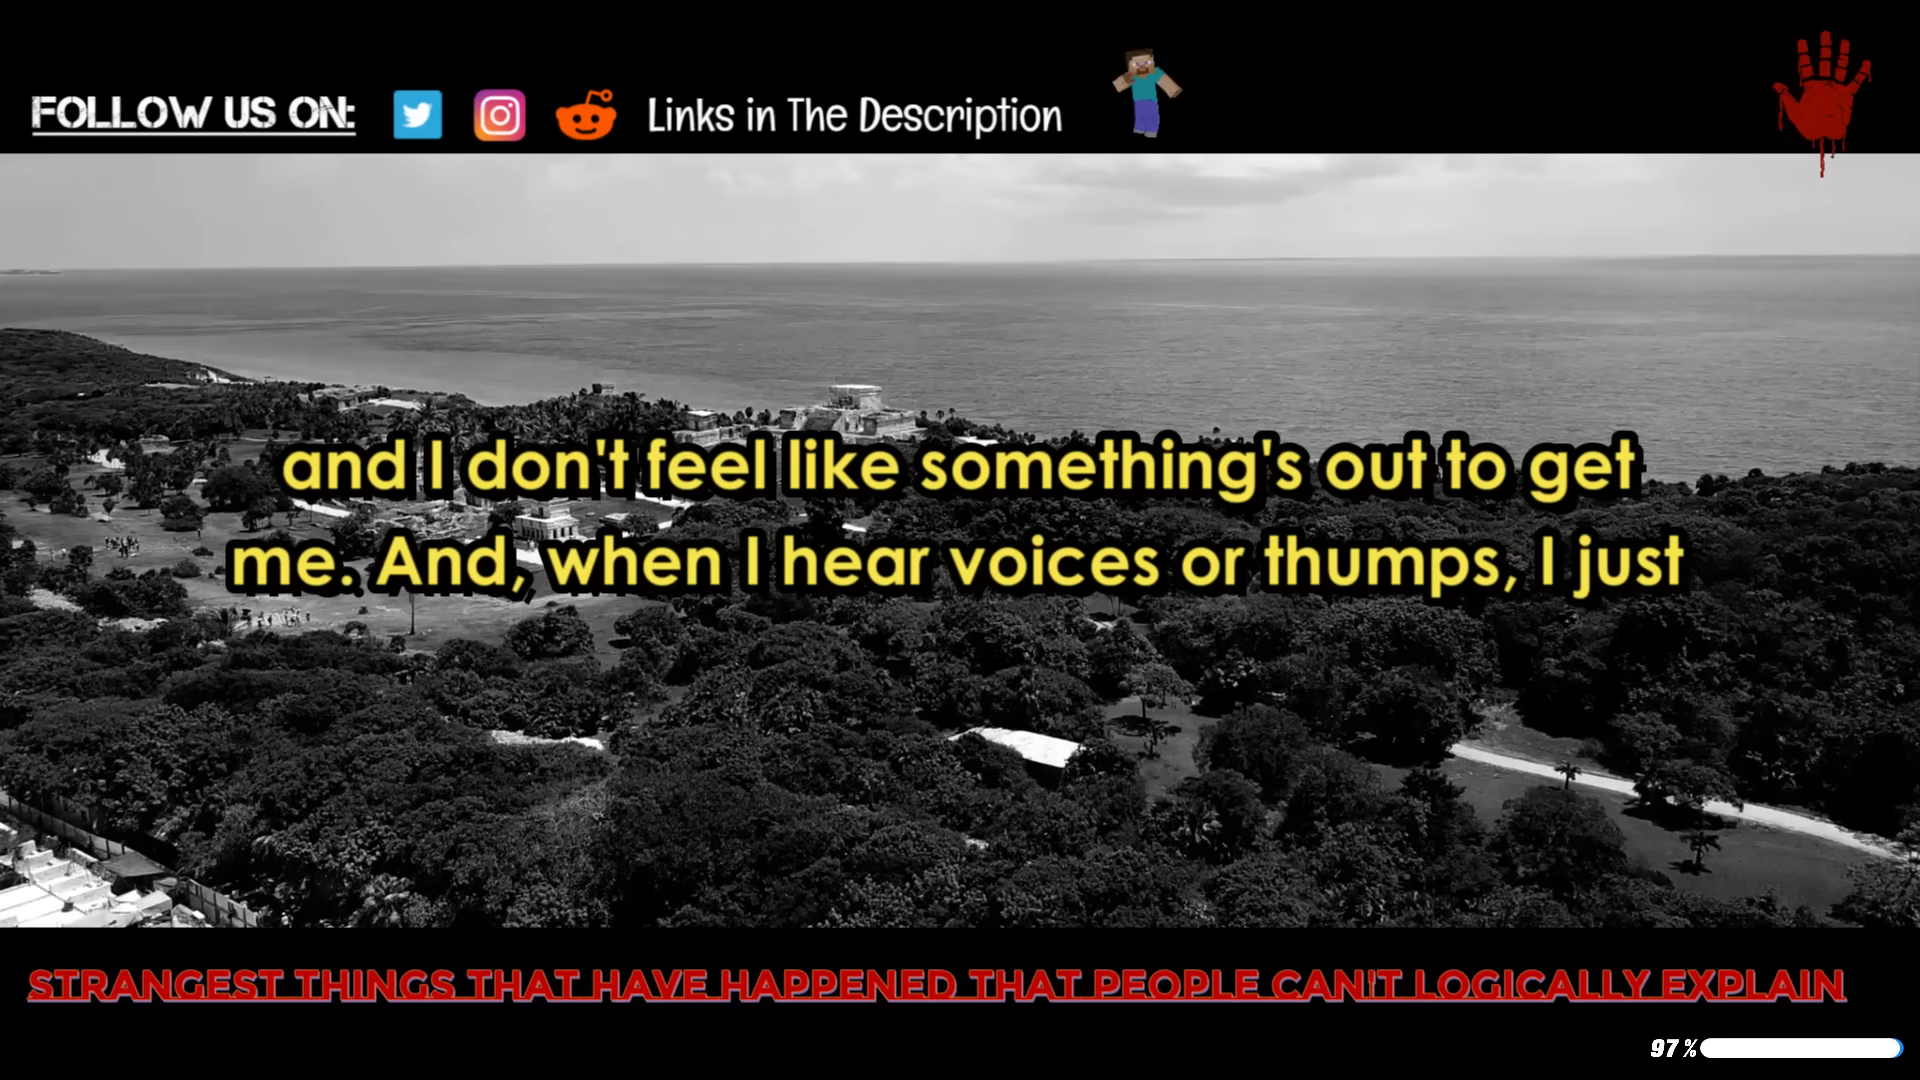 FOLLOW US ON:
Links in The Description
and I don't feel like something's out to get
me. And, when I hear voices or thumps, I just
STRANGEST THINGS THAT HAVE HAPPENED THAT PEOPLE CAN'T LOGICALLY EXPLAIN
97 %